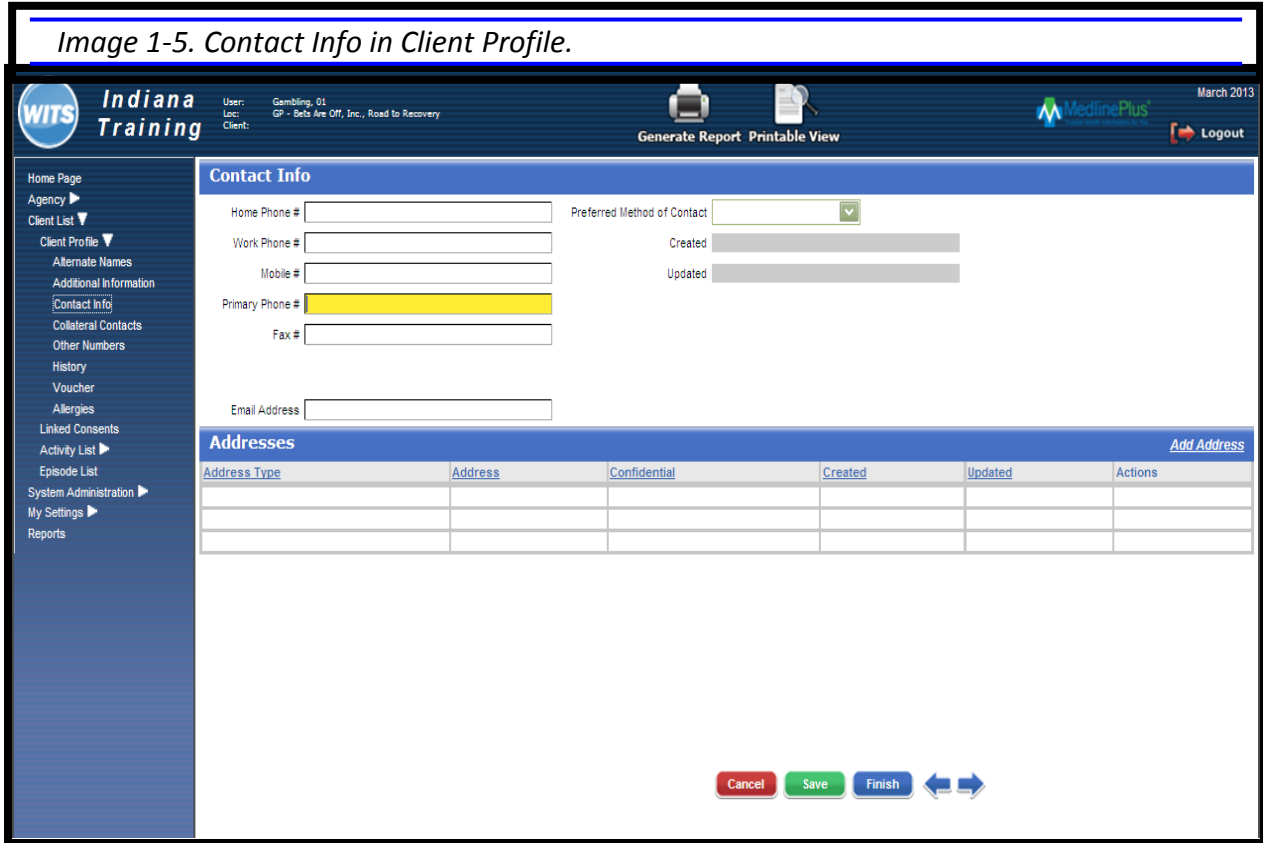 Image 1-5. Contact Info in Client Profile.
WITS
Indiana
Training
User: Gambling, 01
Loc: GP - Bets Are Off, Inc., Road to Recovery
Client:
Generate Report Printable View
MedlinePlus
March 2013
Logout
Home Page
Agency
Client List
Client Profile
Alternate Names
Additional Information
Contact Info
Collateral Contacts
Other Numbers
History
Voucher
Allergies
Linked Consents
Activity List
Episode List
System Administration
My Settings
Reports
Contact Info
Home Phone #
Work Phone #
Mobile #
Primary Phone #
Fax #
Email Address
Preferred Method of Contact
Created
Updated
Addresses Add Address
Address Type Address Confidential Created Updated Actions
Cancel Save Finish